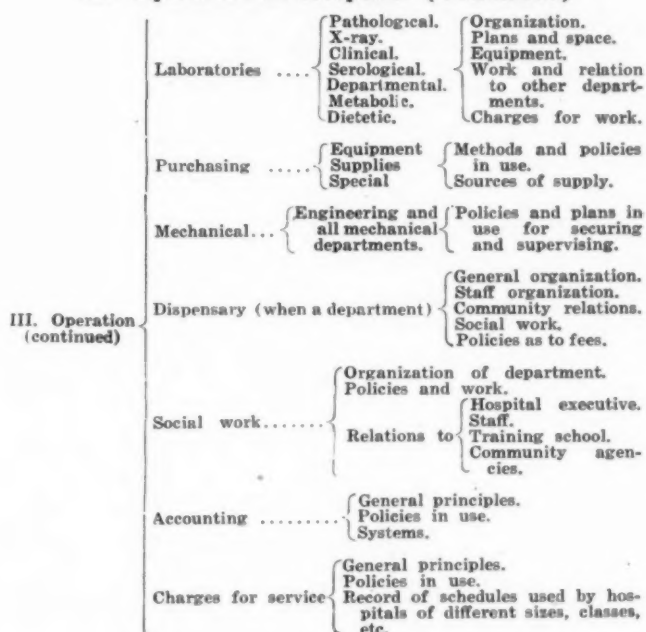 Laboratories ....
Pathological.
X-ray.
Clinical.
Serological.
Departmental.
Metabolic.
Dietetic.
Organization.
Plans and space.
Equipment.
Work and relation
to other depart-
ments.
Charges for work.
Purchasing .....
Equipment
Supplies
Special
Methods and policies
in use.
Sources of supply.
Mechanical...
Engineering and
all mechanical
departments.
Policies and plans in
use for securing
and supervising.
III. Operation
(continued)
Dispensary (when a department)
General organization.
Staff organization.
Community relations.
Social work.
Policies as to fees.
Social work.......
Organization of department.
Policies and work.
Relations to
Hospital executive.
Staff.
Training school.
Community agen-
cies.
Accounting ........
General principles.
Policies in use.
Systems.
Charges for service
General principles.
Policies in use.
Record of schedules used by hos-
pitals of different sizes, classes,
etc.